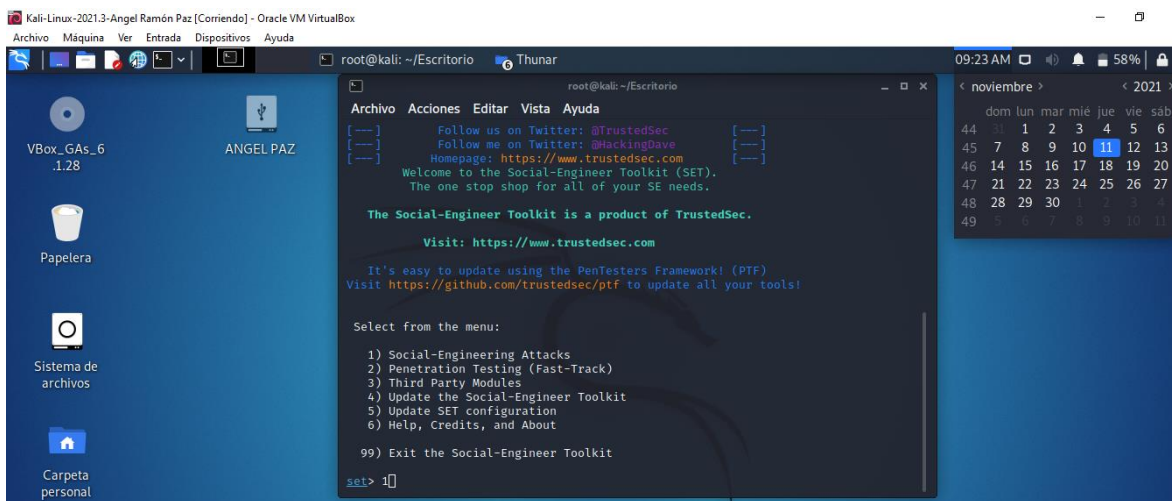 Kali-Linux-2021.3-Angel Ramón Paz [Corriendo] - Oracle VM VirtualBox
Archivo Máquina Ver Entrada Dispositivos Ayuda
root@kali: ~/Escritorio
6 Thunar
09:23 AM
58%
VBox_GAs_6
.1.28
ANGEL PAZ
Papelera
Sistema de
archivos
Carpeta
personal
root@kali: ~/Escritorio
Archivo Acciones Editar Vista Ayuda
[---] Follow us on Twitter: @TrustedSec [---]
[---] Follow me on Twitter: @HackingDave [---]
[---] Homepage: https://www.trustedsec.com [---]
Welcome to the Social-Engineer Toolkit (SET).
The one stop shop for all of your SE needs.
The Social-Engineer Toolkit is a product of TrustedSec.
Visit: https://www.trustedsec.com
It's easy to update using the PenTesters Framework! (PTF)
Visit https://github.com/trustedsec/ptf to update all your tools!
Select from the menu:
1) Social-Engineering Attacks
2) Penetration Testing (Fast-Track)
3) Third Party Modules
4) Update the Social-Engineer Toolkit
5) Update SET configuration
6) Help, Credits, and About
99) Exit the Social-Engineer Toolkit
set> 1
< noviembre > < 2021 >
dom lun mar mié jue vie sáb
44 31 1 2 3 4 5 6
45 7 8 9 10 11 12 13
46 14 15 16 17 18 19 20
47 21 22 23 24 25 26 27
48 28 29 30 1 2 3 4
49 5 6 7 8 9 10 11